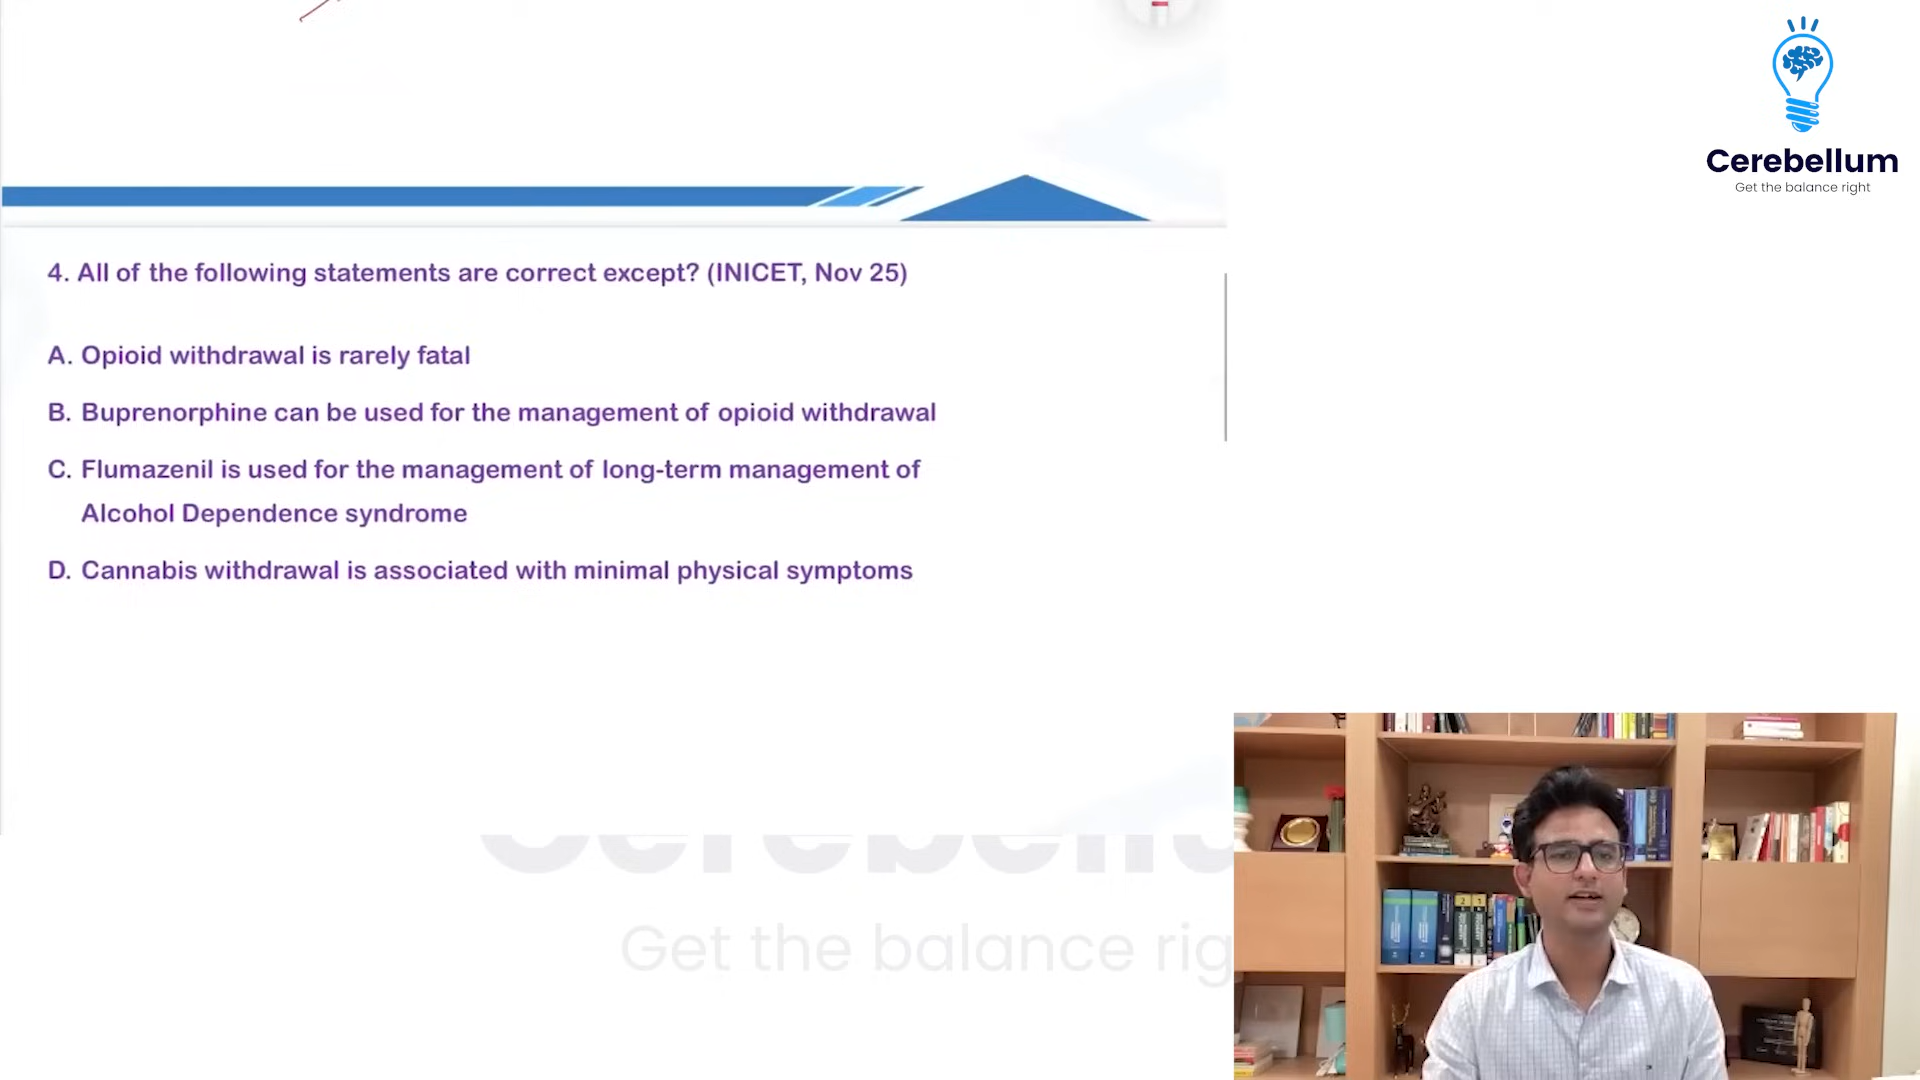 Cerebellum
Get the balance right
4. All of the following statements are correct except? (INICET, Nov 25)
A. Opioid withdrawal is rarely fatal
B. Buprenorphine can be used for the management of opioid withdrawal
C. Flumazenil is used for the management of long-term management of
Alcohol Dependence syndrome
D. Cannabis withdrawal is associated with minimal physical symptoms
Get the balance rig